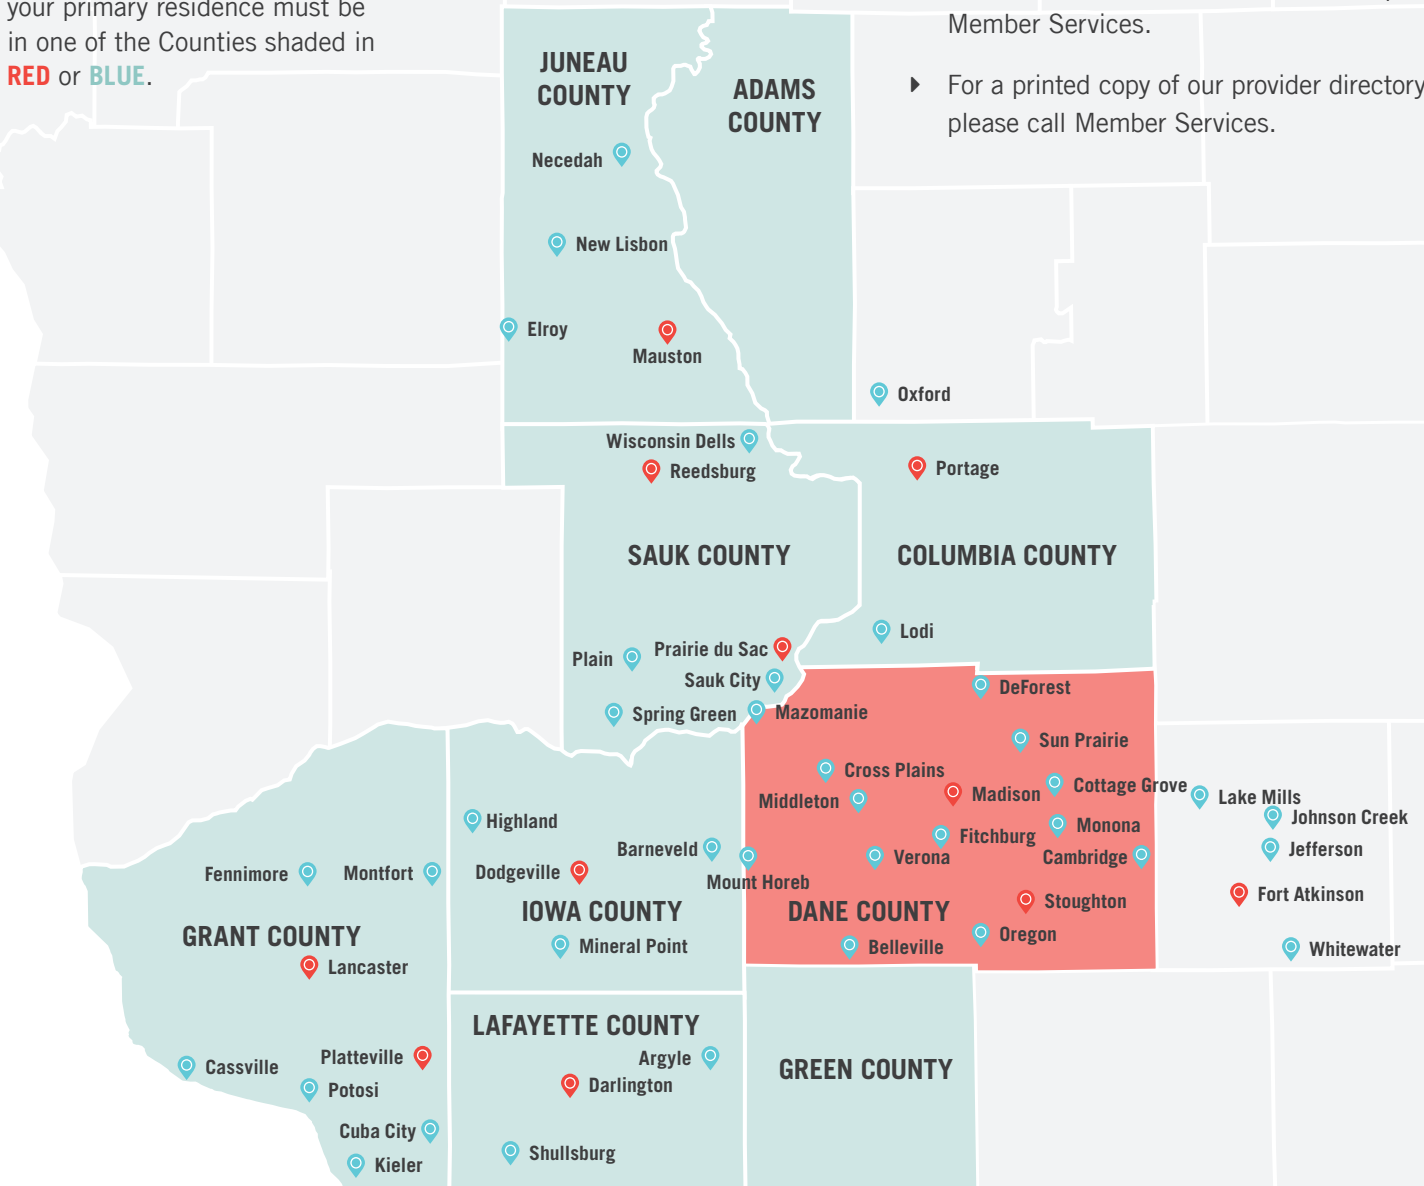 your primary residence must be
in one of the Counties shaded in
RED or BLUE.
Member Services.
For a printed copy of our provider directory
please call Member Services.
JUNEAU
COUNTY
ADAMS
COUNTY
Necedah
New Lisbon
Elroy
Mauston
Oxford
Wisconsin Dells
Reedsburg
Portage
SAUK COUNTY
COLUMBIA COUNTY
Lodi
Prairie du Sac
Plain
Sauk City
DeForest
Spring Green
Mazomanie
Sun Prairie
Cross Plains
Cottage Grove
Middleton
Madison
Lake Mills
Johnson Creek
Highland
Monona
Fitchburg
Barneveld
Verona
Cambridge
Jefferson
Fennimore
Montfort
Dodgeville
Mount Horeb
Fort Atkinson
Stoughton
IOWA COUNTY
DANE COUNTY
GRANT COUNTY
Oregon
Mineral Point
Belleville
Whitewater
Lancaster
LAFAYETTE COUNTY
Platteville
Argyle
Cassville
GREEN COUNTY
Darlington
Potosi
Cuba City
Shullsburg
Kieler